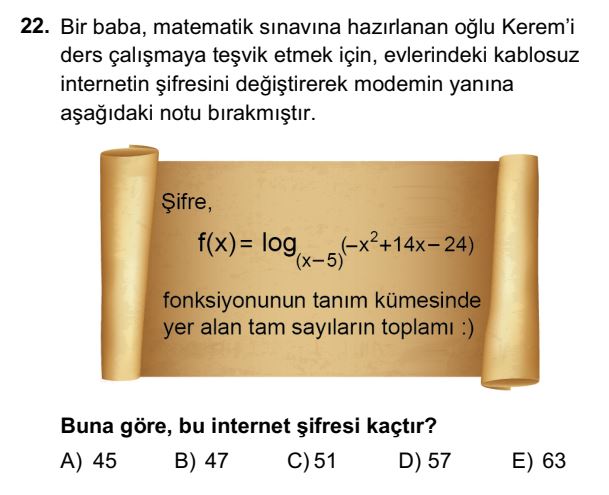 22. Bir baba, matematik sınavına hazırlanan oğlu Kerem’i
ders çalışmaya teşvik etmek için, evlerindeki kablosuz
internetin şifresini değiştirerek modemin yanına
aşağıdaki notu bırakmıştır.
Şifre,
f(x)= log(x–5)(–x²+14x–24)
fonksiyonunun tanım kümesinde
yer alan tam sayıların toplamı :)
Buna göre, bu internet şifresi kaçtır?
A) 45 B) 47 C) 51 D) 57 E) 63